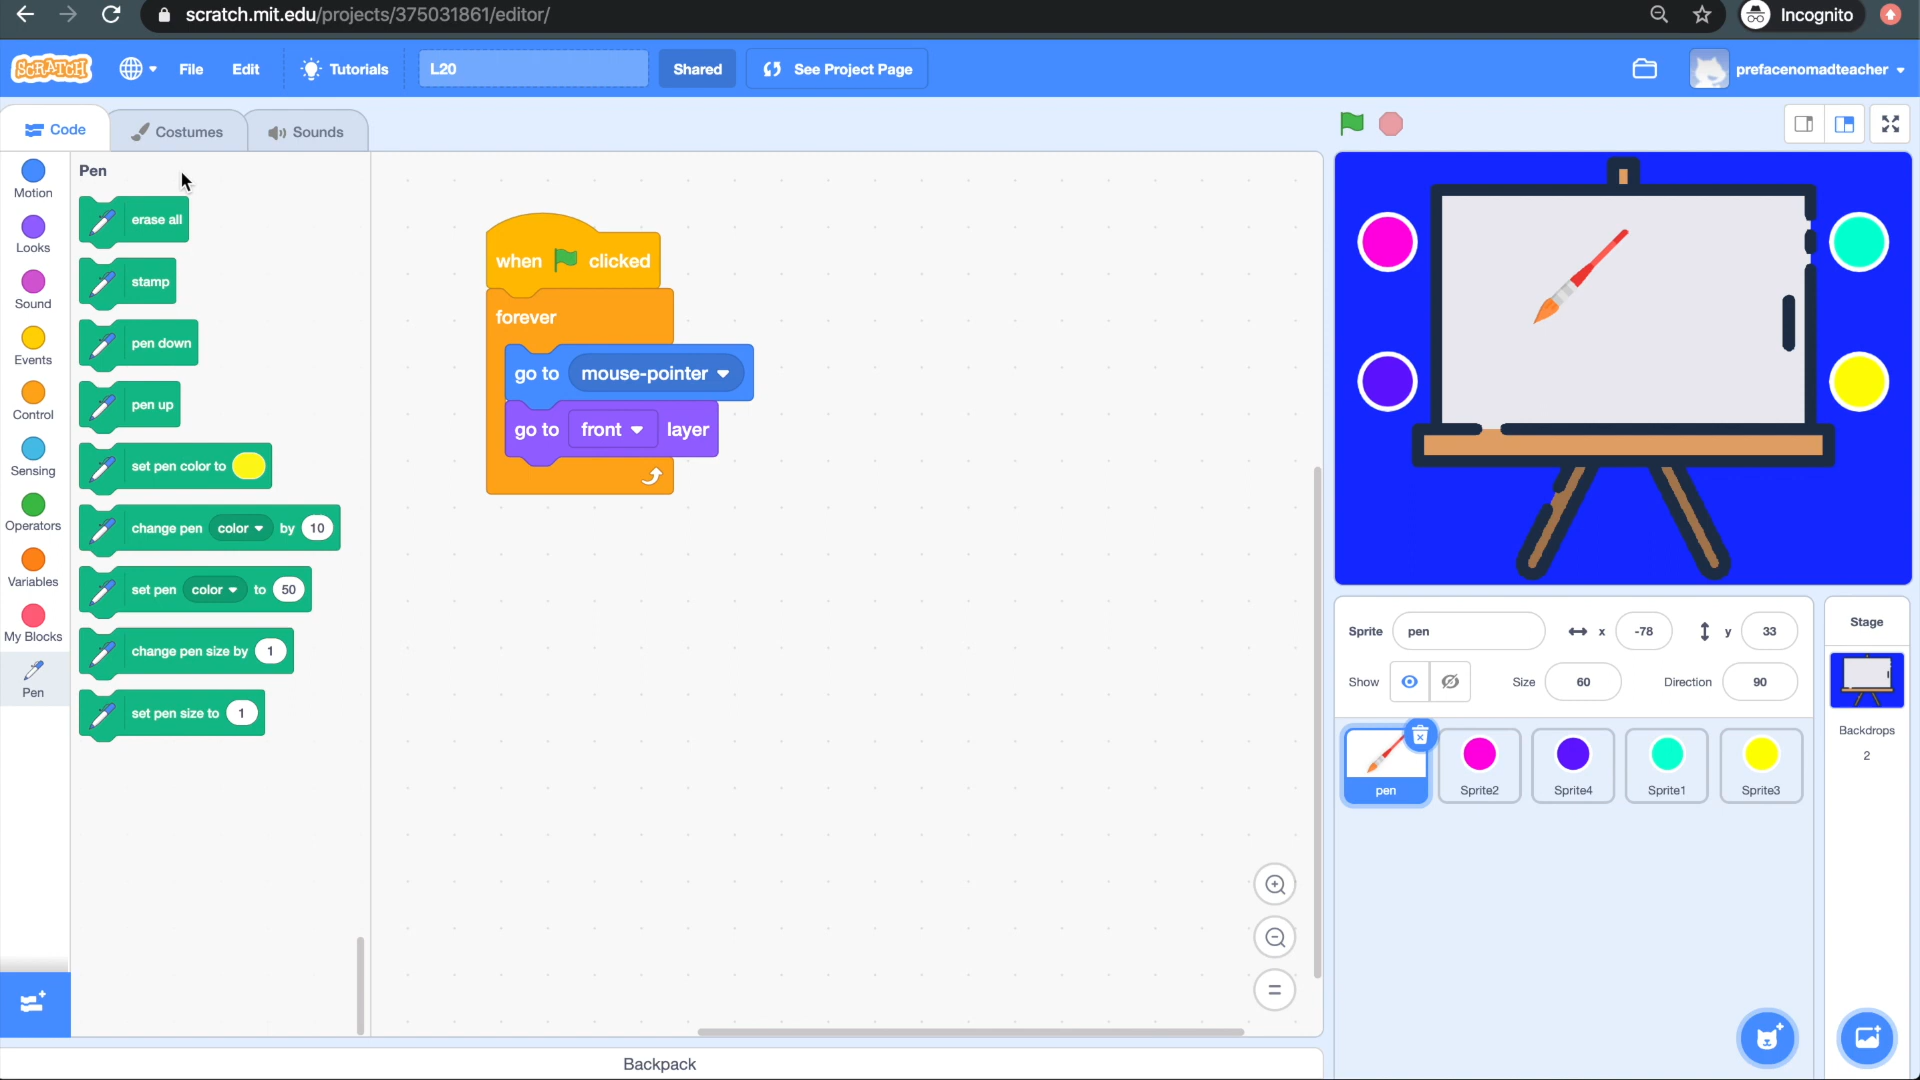 scratch.mit.edu/projects/375031861/editor/
Incognito
SCRATCH
File
Edit
Tutorials
L20
Shared
See Project Page
prefacenomadteacher
Code
Costumes
Sounds
Motion
Looks
Sound
Events
Control
Sensing
Operators
Variables
My Blocks
Pen
Pen
erase all
stamp
pen down
pen up
set pen color to
change pen color by 10
set pen color to 50
change pen size by 1
set pen size to 1
when clicked
forever
go to mouse-pointer
go to front layer
Backpack
Sprite pen x -78 y 33
Show Size 60 Direction 90
pen
Sprite2
Sprite4
Sprite1
Sprite3
Stage
Backdrops
2